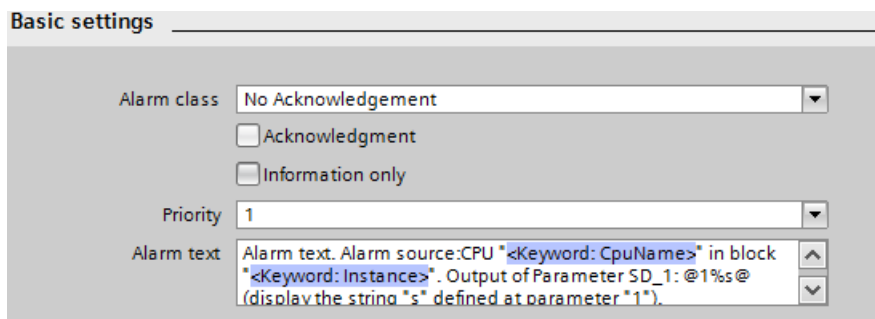 Basic settings
Alarm class No Acknowledgement
Acknowledgment
Information only
Priority 1
Alarm text Alarm text. Alarm source:CPU "<Keyword: CpuName>" in block
"<Keyword: Instance>". Output of Parameter SD_1: @1%s@
(display the string "s" defined at parameter "1").